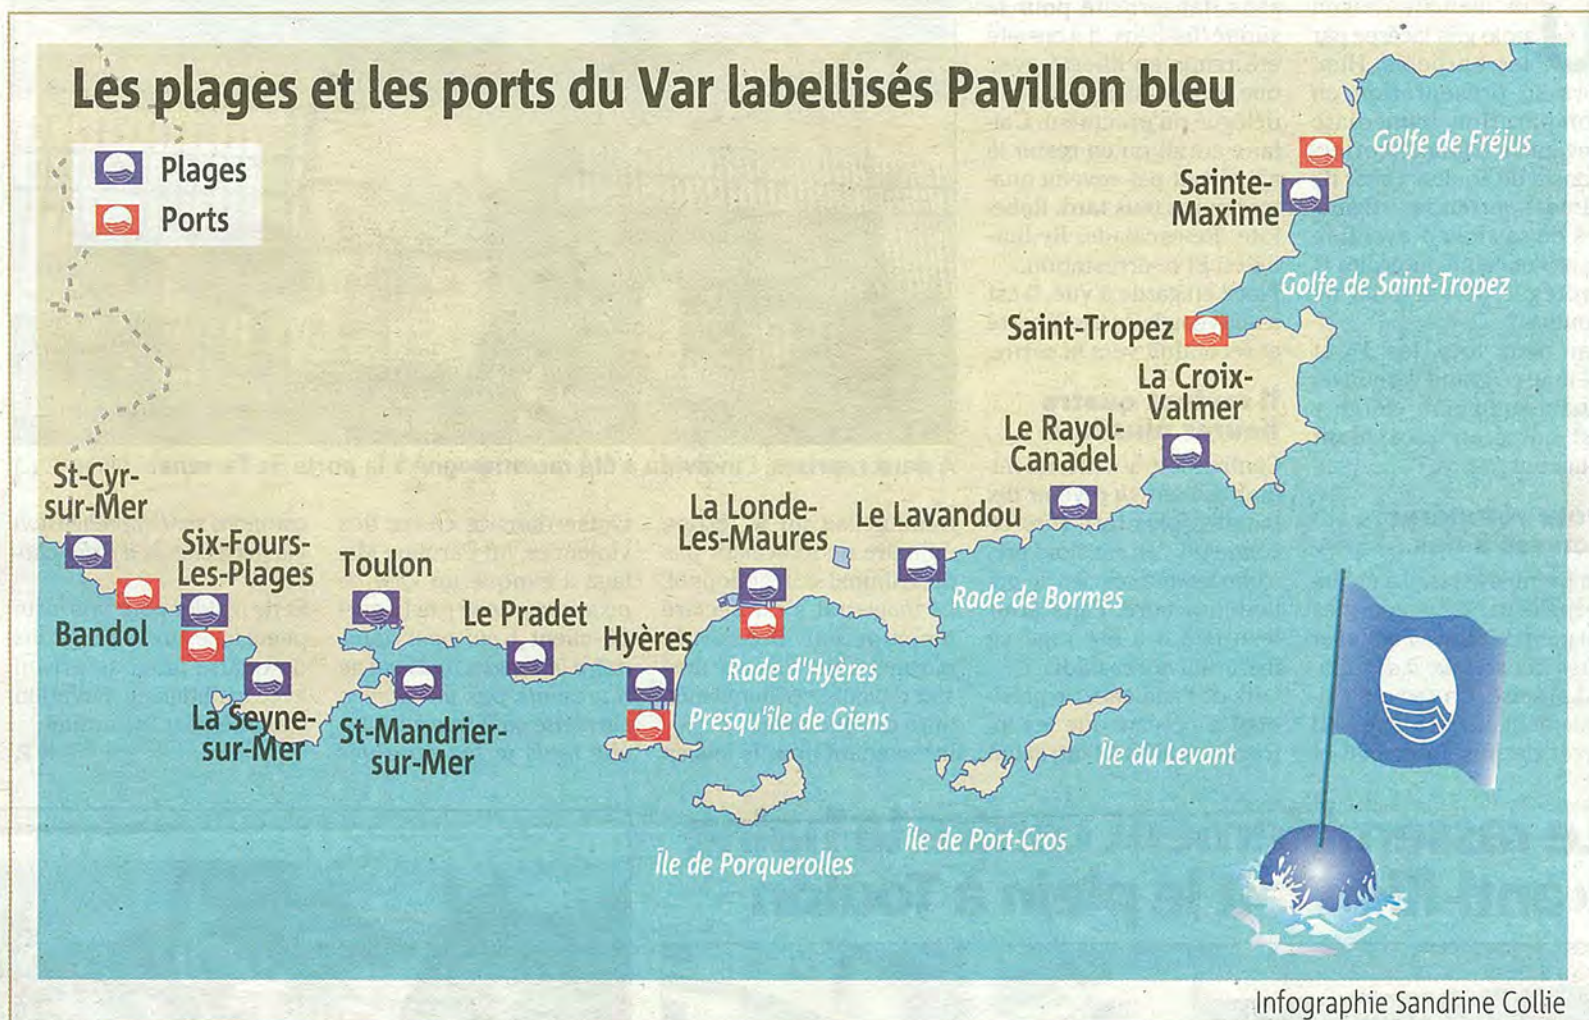 Les plages et les ports du Var labellisés Pavillon bleu
Plages
Ports
Golfe de Fréjus
Sainte-
Maxime
Golfe de Saint-Tropez
Saint-Tropez
La Croix-
Valmer
Le Rayol-
Canadel
St-Cyr-
sur-Mer
La Londe-
Les-Maures
Le Lavandou
Six-Fours-
Les-Plages
Toulon
Rade de Bormes
Bandol
Le Pradet
Hyères
Rade d'Hyères
Presqu'île de Giens
La Seyne-
sur-Mer
St-Mandrier-
sur-Mer
Île du Levant
Île de Port-Cros
Île de Porquerolles
Infographie Sandrine Collie